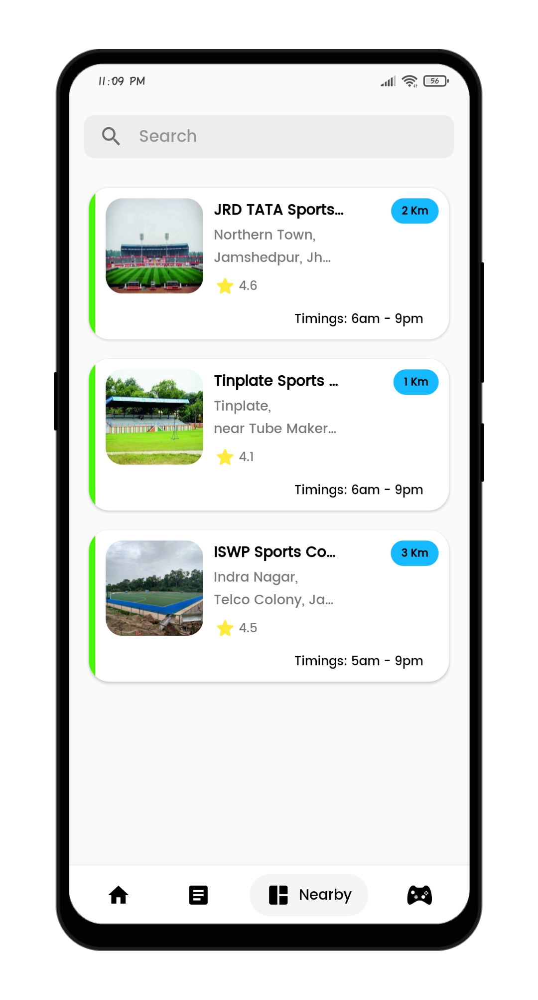 11:09 PM
56
Search
JRD TATA Sports...
2 Km
Northern Town,
Jamshedpur, Jh...
4.6
Timings: 6am - 9pm
Tinplate Sports ...
1 Km
Tinplate,
near Tube Maker...
4.1
Timings: 6am - 9pm
ISWP Sports Co...
3 Km
Indra Nagar,
Telco Colony, Ja...
4.5
Timings: 5am - 9pm
Nearby